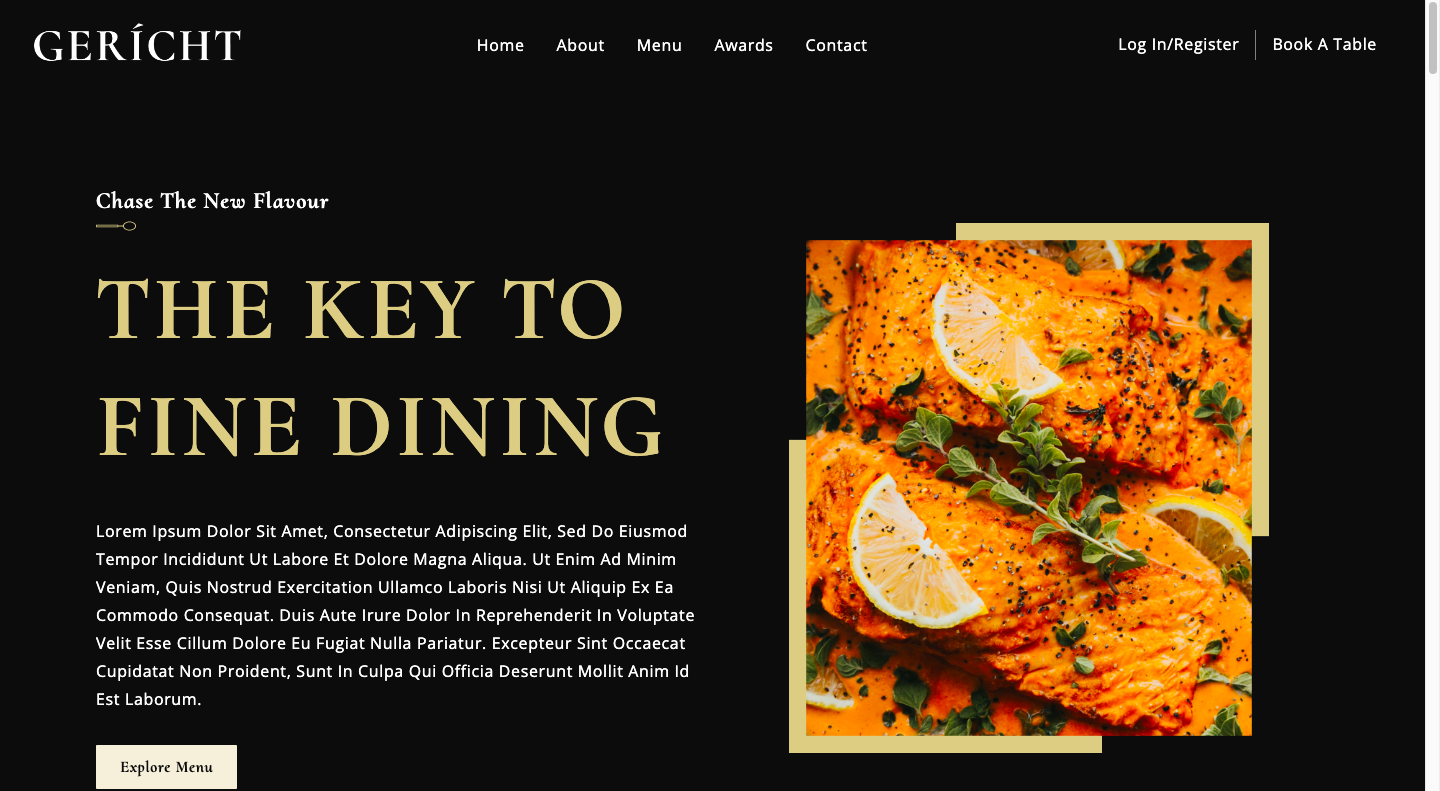 GERÍCHT
Home
About
Menu
Awards
Contact
Log In/Register
Book A Table
Chase The New Flavour
THE KEY TO
FINE DINING
Lorem Ipsum Dolor Sit Amet, Consectetur Adipiscing Elit, Sed Do Eiusmod
Tempor Incididunt Ut Labore Et Dolore Magna Aliqua. Ut Enim Ad Minim
Veniam, Quis Nostrud Exercitation Ullamco Laboris Nisi Ut Aliquip Ex Ea
Commodo Consequat. Duis Aute Irure Dolor In Reprehenderit In Voluptate
Velit Esse Cillum Dolore Eu Fugiat Nulla Pariatur. Excepteur Sint Occaecat
Cupidatat Non Proident, Sunt In Culpa Qui Officia Deserunt Mollit Anim Id
Est Laborum.
Explore Menu